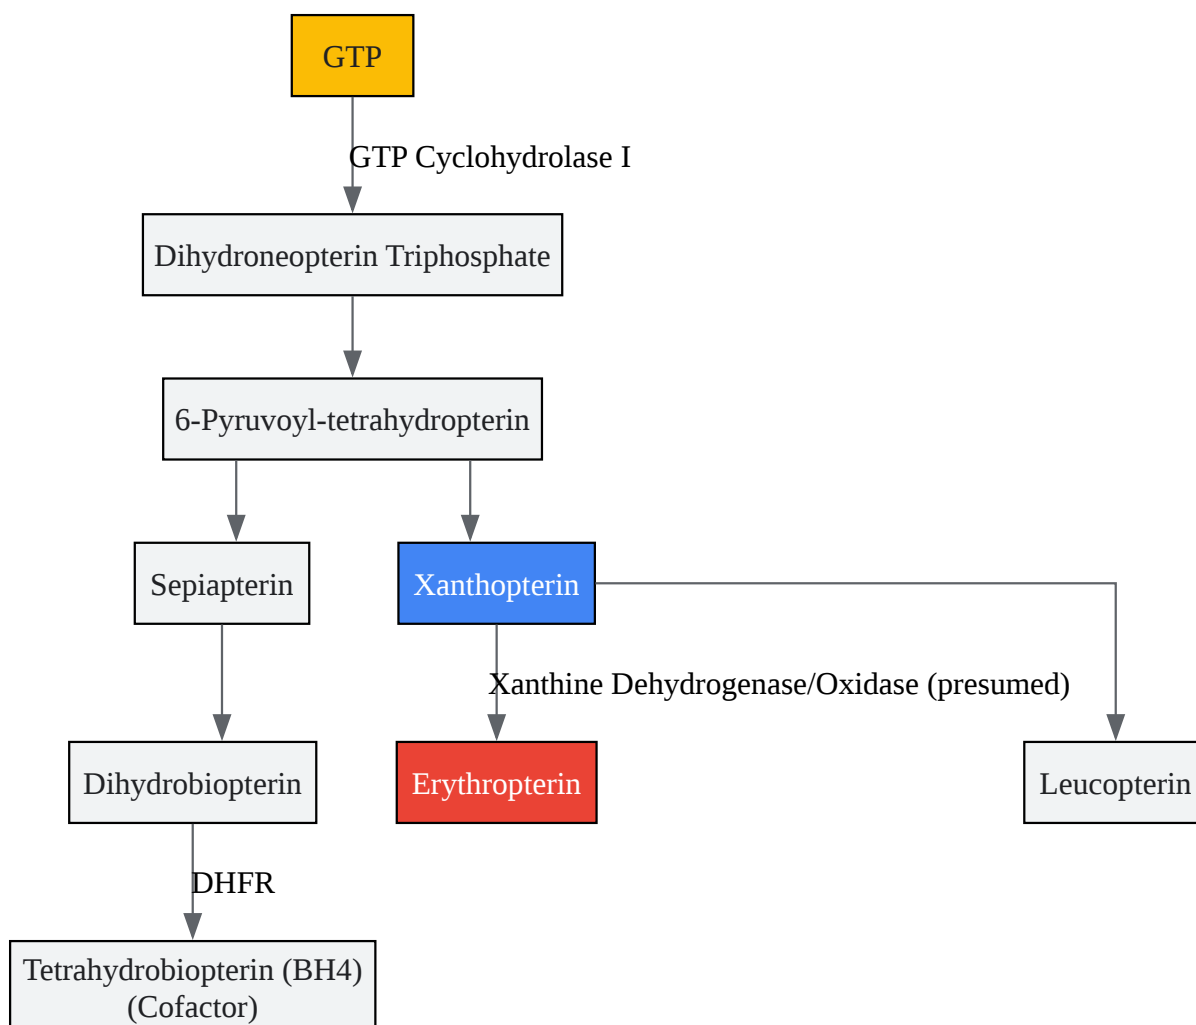 GTP
GTP Cyclohydrolase I
Dihydroneopterin Triphosphate
6-Pyruvoyl-tetrahydropterin
Sepiapterin
Xanthopterin
Xanthine Dehydrogenase/Oxidase (presumed)
Dihydrobiopterin
Erythropterin
Leucopterin
DHFR
Tetrahydrobiopterin (BH4)
(Cofactor)